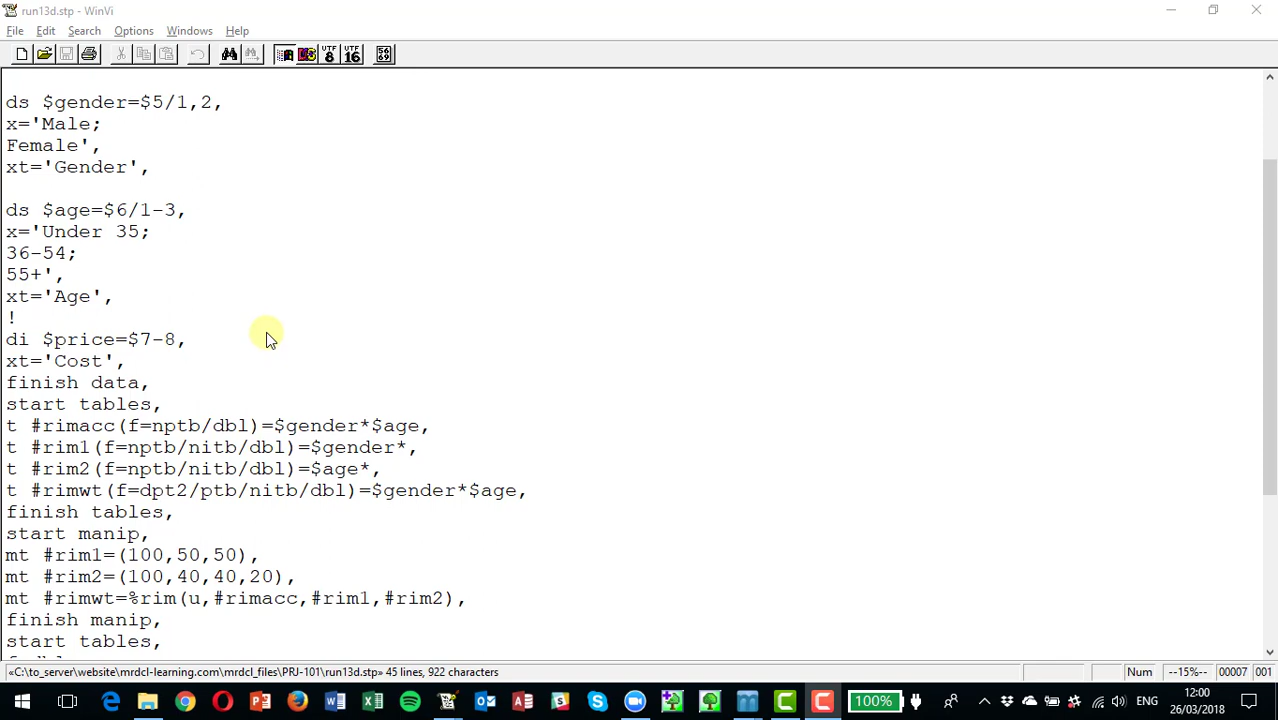 run13d.stp - WinVi
File Edit Search Options Windows Help
UTF 8 UTF 16
ds $gender=$5/1,2,
x='Male;
Female',
xt='Gender',
ds $age=$6/1-3,
x='Under 35;
36-54;
55+',
xt='Age',
!
di $price=$7-8,
xt='Cost',
finish data,
start tables,
t #rimacc(f=nptb/dbl)=$gender*$age,
t #rim1(f=nptb/nitb/dbl)=$gender*,
t #rim2(f=nptb/nitb/dbl)=$age*,
t #rimwt(f=dpt2/ptb/nitb/dbl)=$gender*$age,
finish tables,
start manip,
mt #rim1=(100,50,50),
mt #rim2=(100,40,40,20),
mt #rimwt=%rim(u,#rimacc,#rim1,#rim2),
finish manip,
start tables,
«C:\to_server\website\mrdcl-learning.com\mrdcl_files\PRJ-101\run13d.stp» 45 lines, 922 characters Num --15%-- 00007 001
100% ENG 12:00
26/03/2018